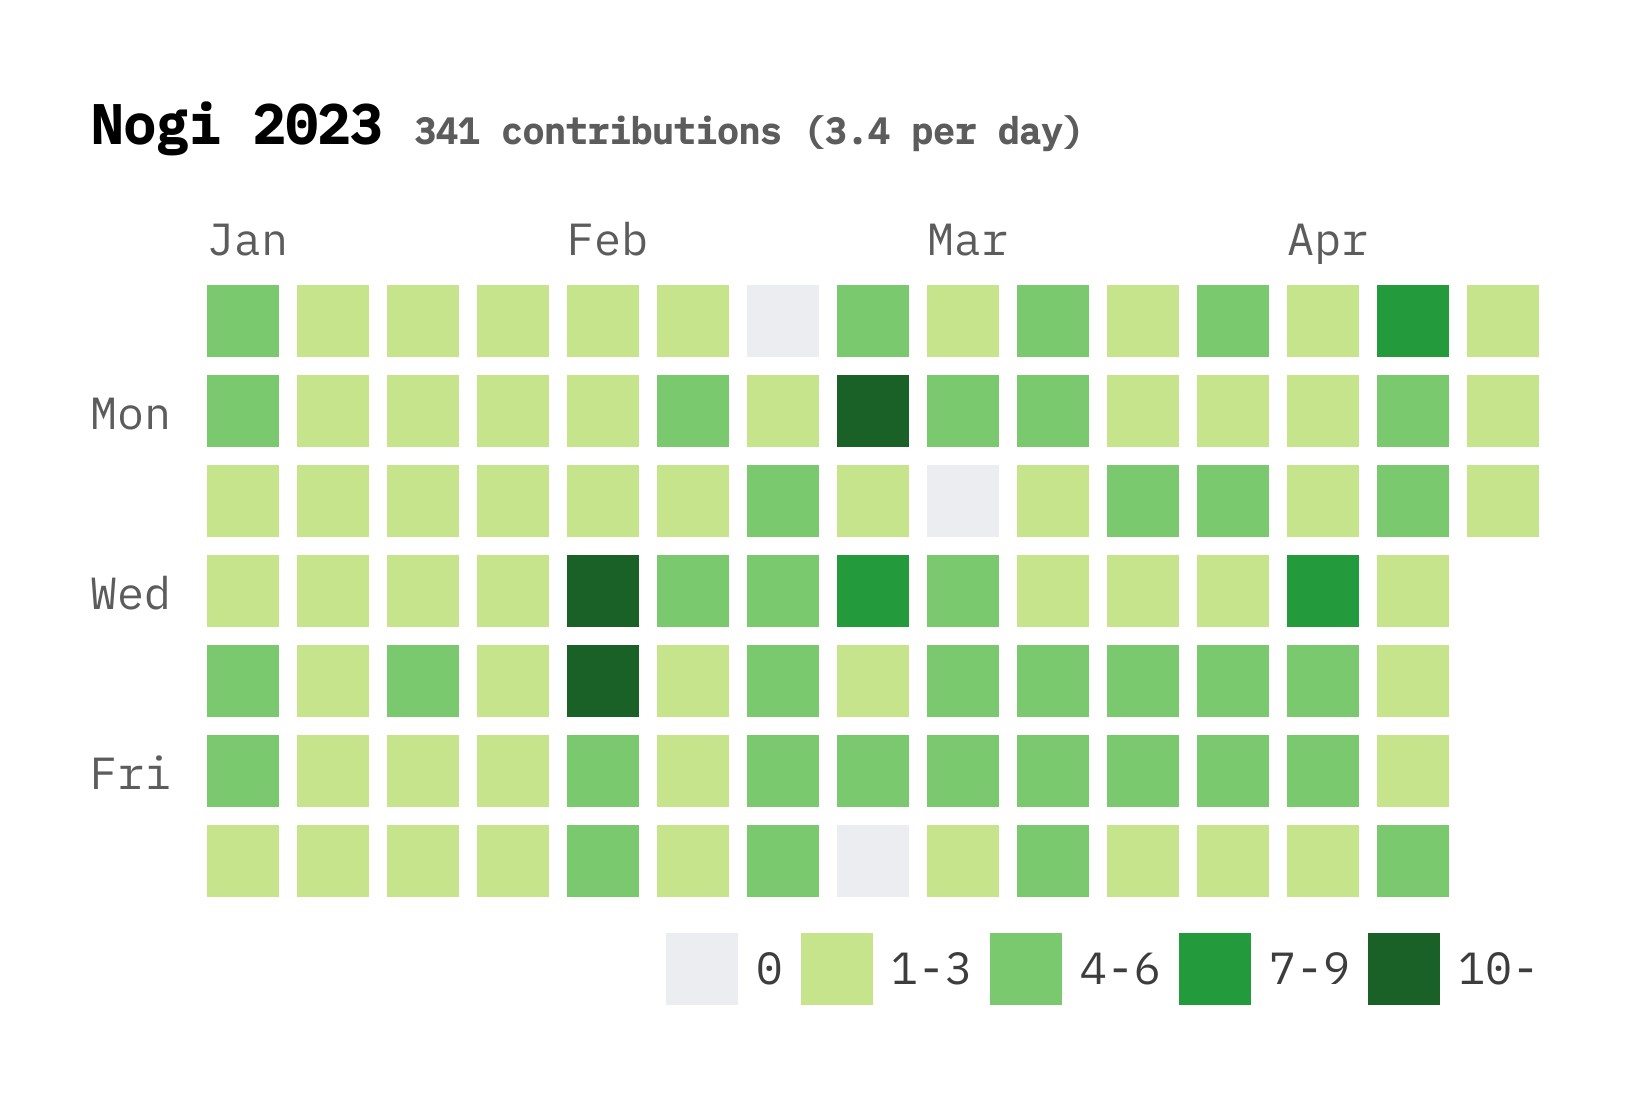 Nogi 2023 341 contributions (3.4 per day)
Jan Feb Mar Apr
Mon
Wed
Fri
0 1-3 4-6 7-9 10-